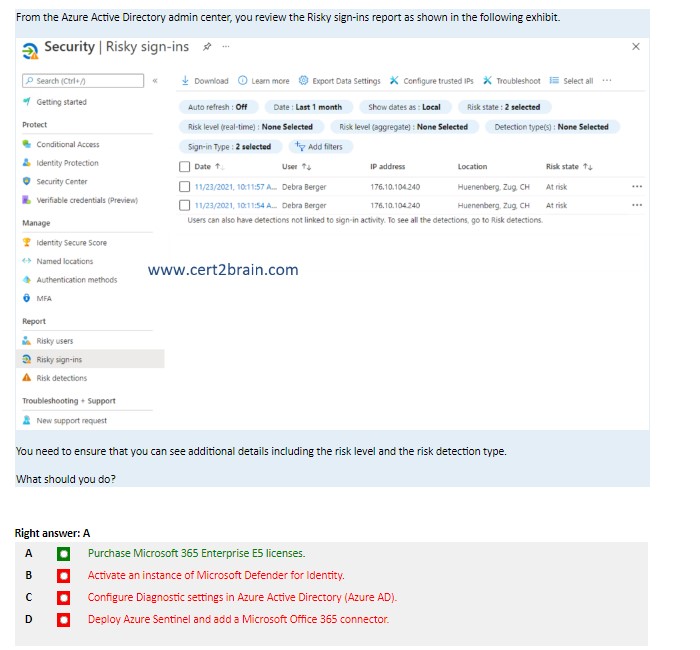 From the Azure Active Directory admin center, you review the Risky sign-ins report as shown in the following exhibit.
Security | Risky sign-ins ...
Search (Ctrl+/)
Download Learn more Export Data Settings Configure trusted IPs Troubleshoot Select all ...
Getting started
Auto refresh : Off Date : Last 1 month Show dates as : Local Risk state : 2 selected
Protect
Risk level (real-time) : None Selected Risk level (aggregate) : None Selected Detection type(s) : None Selected
Conditional Access
Sign-in Type : 2 selected Add filters
Identity Protection
Date User IP address Location Risk state
Security Center
11/23/2021, 10:11:57 A... Debra Berger 176.10.104.240 Huenenberg, Zug, CH At risk ...
Verifiable credentials (Preview)
11/23/2021, 10:11:54 A... Debra Berger 176.10.104.240 Huenenberg, Zug, CH At risk ...
Manage
Users can also have detections not linked to sign-in activity. To see all the detections, go to Risk detections.
Identity Secure Score
Named locations
www.cert2brain.com
Authentication methods
MFA
Report
Risky users
Risky sign-ins
Risk detections
Troubleshooting + Support
New support request
You need to ensure that you can see additional details including the risk level and the risk detection type.
What should you do?
Right answer: A
A Purchase Microsoft 365 Enterprise E5 licenses.
B Activate an instance of Microsoft Defender for Identity.
C Configure Diagnostic settings in Azure Active Directory (Azure AD).
D Deploy Azure Sentinel and add a Microsoft Office 365 connector.